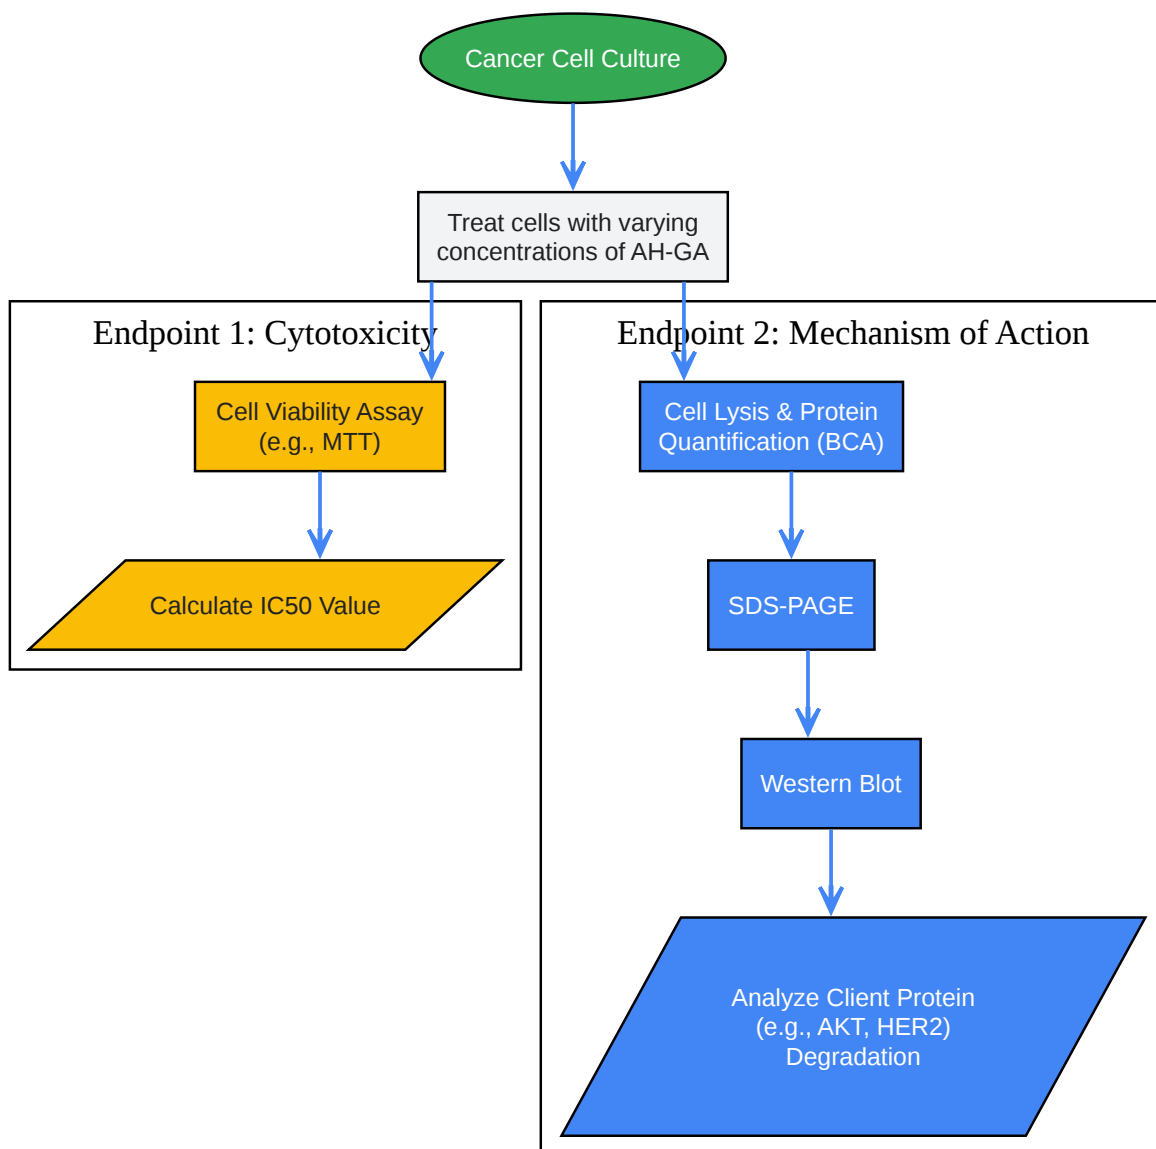 Cancer Cell Culture
Treat cells with varying
concentrations of AH-GA
Endpoint 1: Cytotoxicity
Cell Viability Assay
(e.g., MTT)
Calculate IC50 Value
Endpoint 2: Mechanism of Action
Cell Lysis & Protein
Quantification (BCA)
SDS-PAGE
Western Blot
Analyze Client Protein
(e.g., AKT, HER2)
Degradation